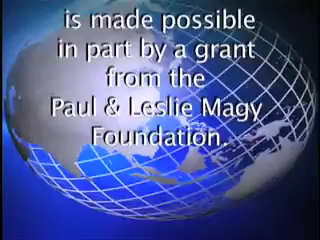 is made possible
in part by a grant
from the
Paul & Leslie Magy
Foundation.